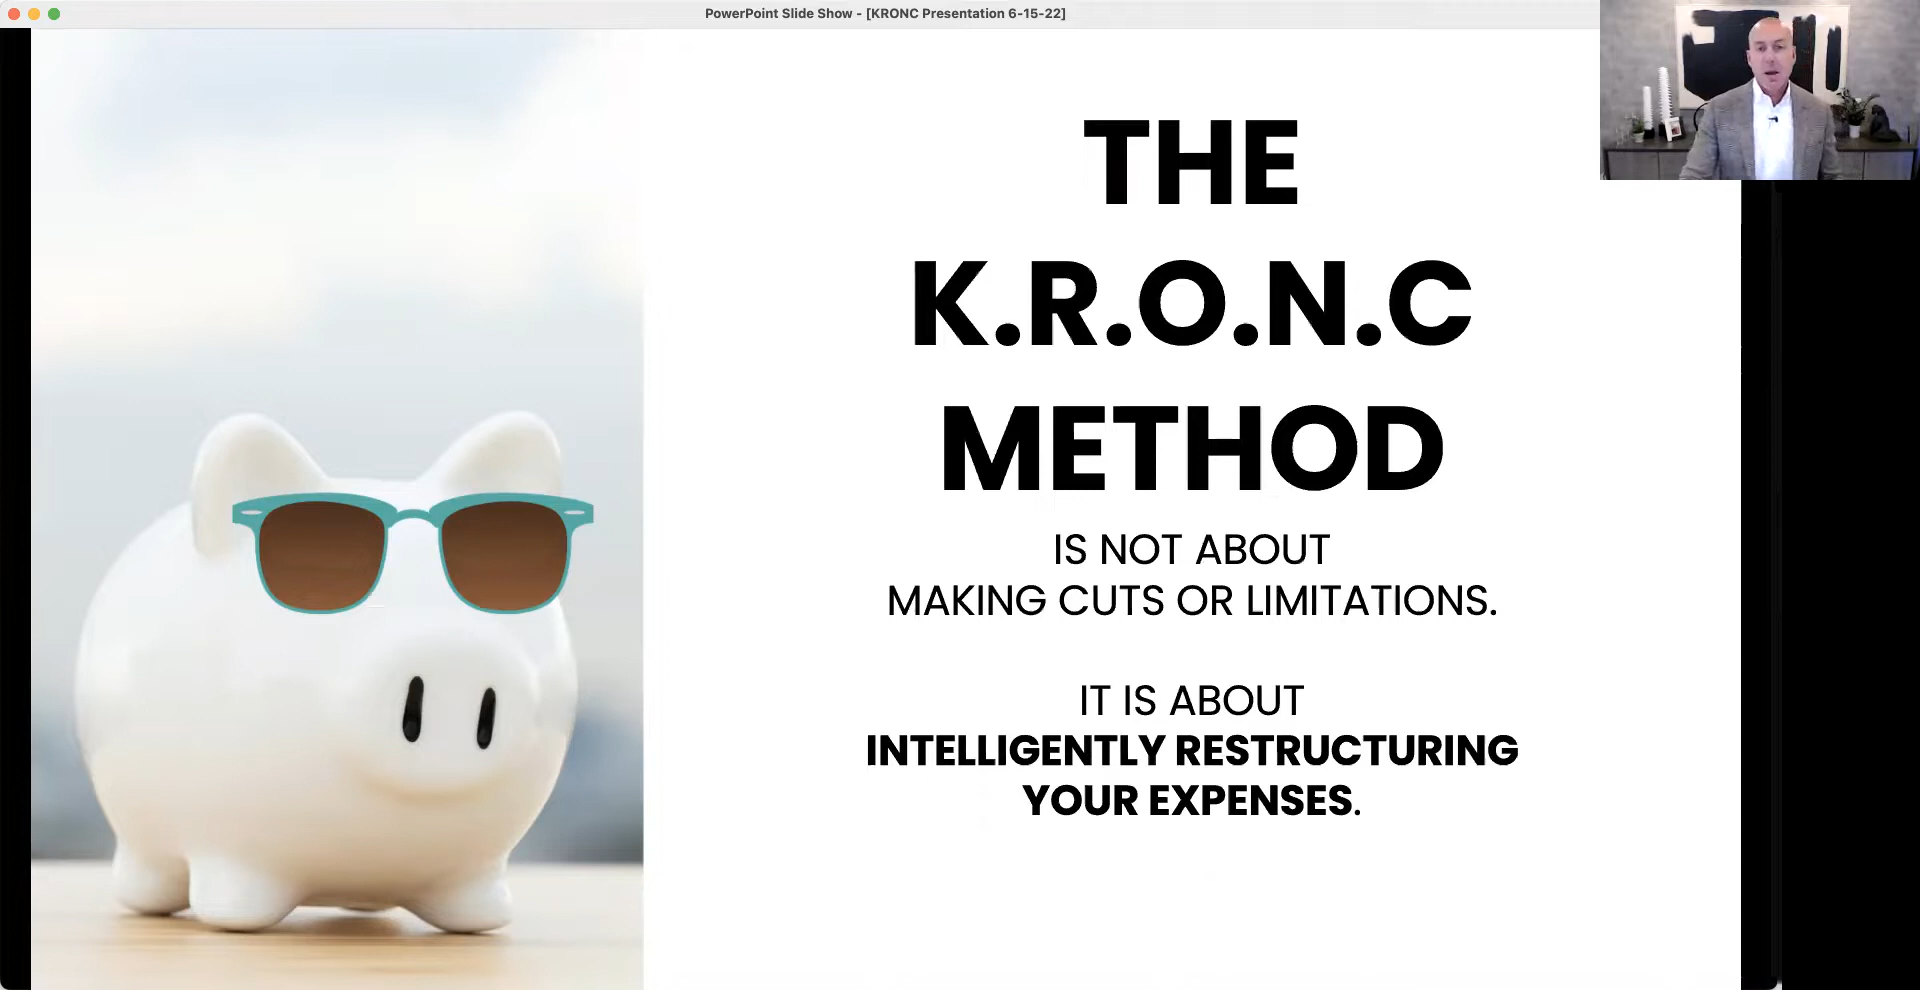 PowerPoint Slide Show - [KRONC Presentation 6-15-22]
THE
K.R.O.N.C
METHOD
IS NOT ABOUT
MAKING CUTS OR LIMITATIONS.
IT IS ABOUT
INTELLIGENTLY RESTRUCTURING
YOUR EXPENSES.